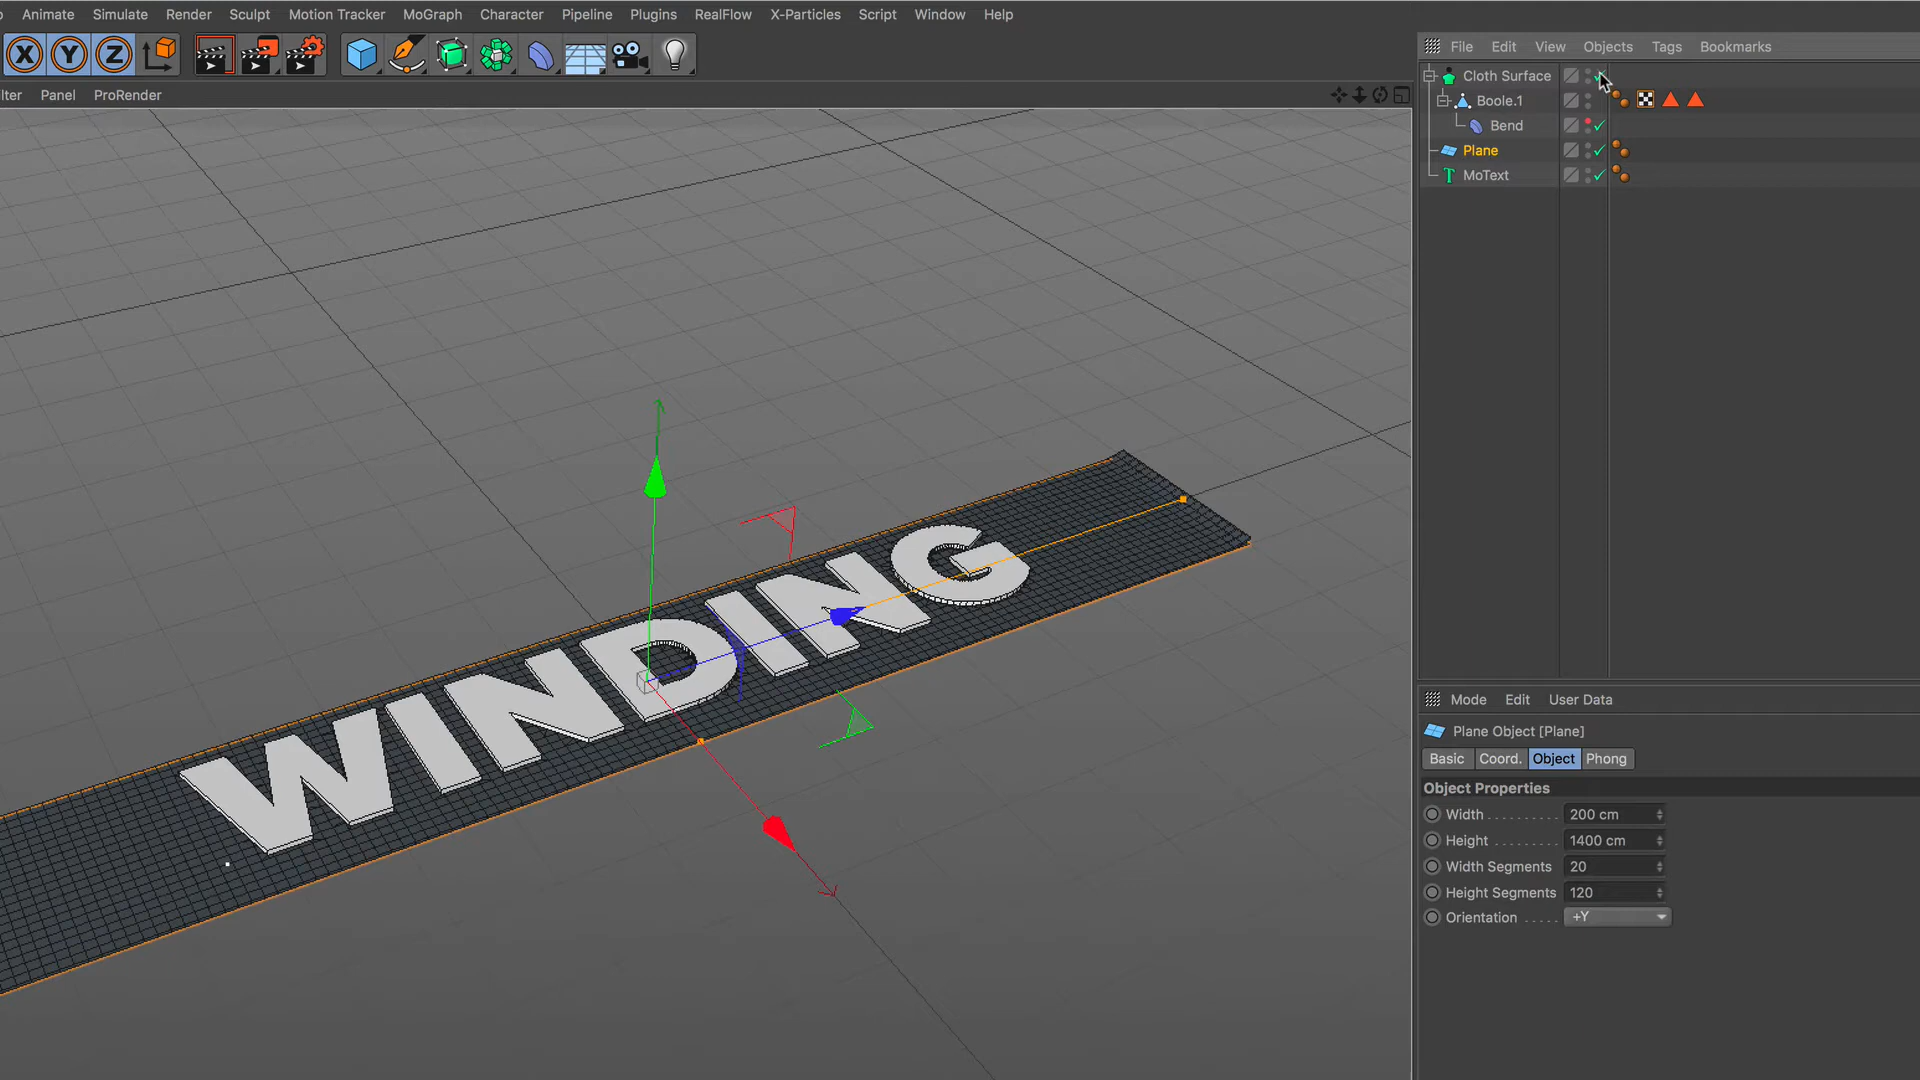 Animate Simulate Render Sculpt Motion Tracker MoGraph Character Pipeline Plugins RealFlow X-Particles Script Window Help
X Y Z
lter Panel ProRender
File Edit View Objects Tags Bookmarks
Cloth Surface
Boole.1
Bend
Plane
MoText
WINDING
Mode Edit User Data
Plane Object [Plane]
Basic Coord. Object Phong
Object Properties
Width . . . . . . . . . 200 cm
Height . . . . . . . . 1400 cm
Width Segments 20
Height Segments 120
Orientation . . . . . +Y